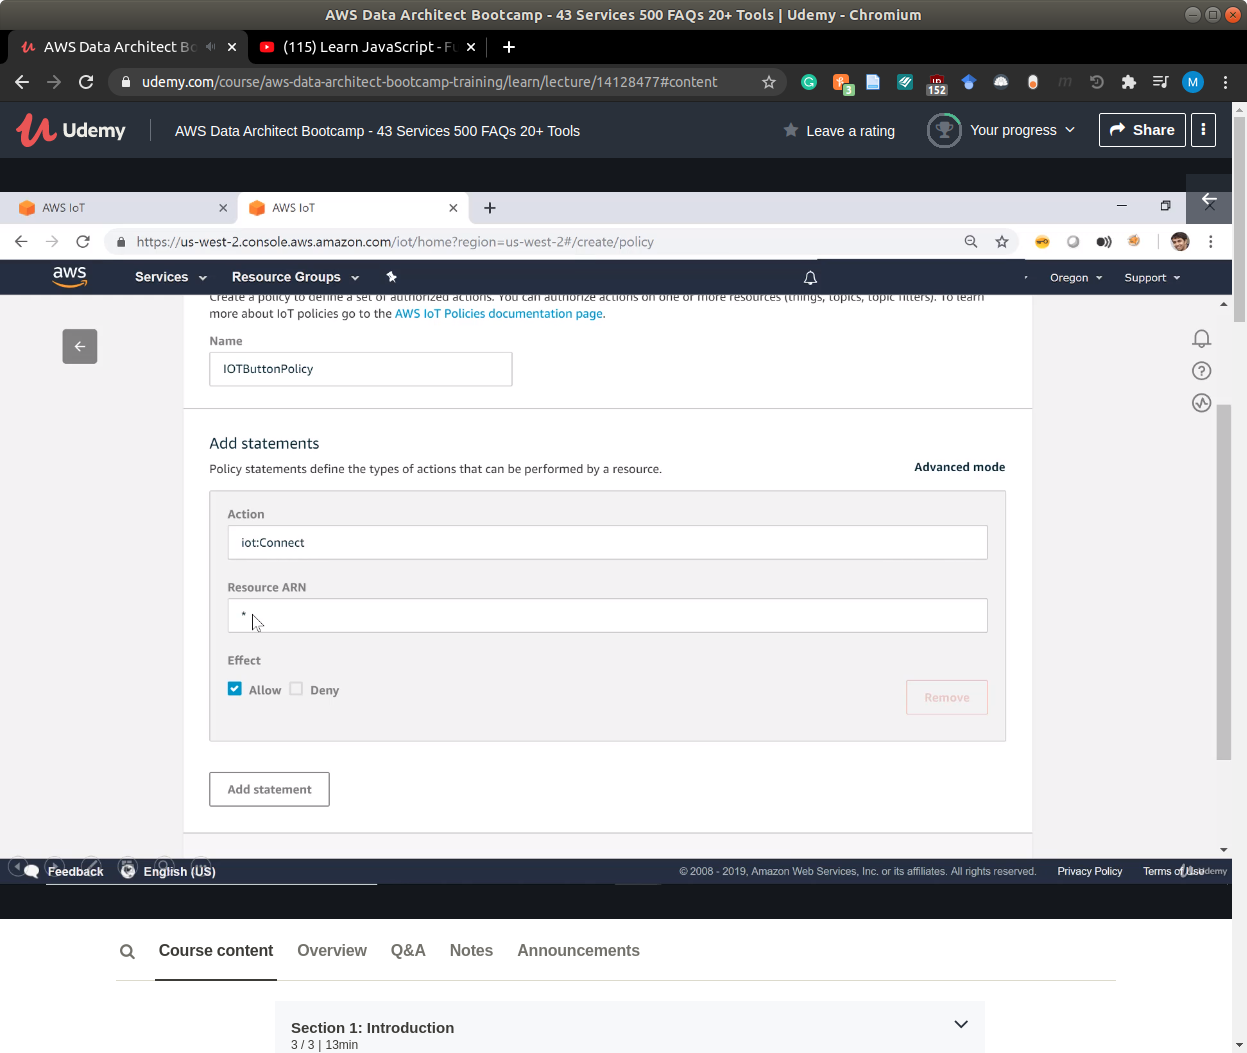 AWS Data Architect Bootcamp - 43 Services 500 FAQs 20+ Tools | Udemy - Chromium
AWS Data Architect Bo
(115) Learn JavaScript - Fu
udemy.com/course/aws-data-architect-bootcamp-training/learn/lecture/14128477#content
3
152
M
Udemy
AWS Data Architect Bootcamp - 43 Services 500 FAQs 20+ Tools
Leave a rating
Your progress
Share
AWS IoT
AWS IoT
https://us-west-2.console.aws.amazon.com/iot/home?region=us-west-2#/create/policy
aws
Services
Resource Groups
Oregon
Support
Create a policy to define a set of authorized actions. You can authorize actions on one or more resources (things, topics, topic filters). To learn
more about IoT policies go to the AWS IoT Policies documentation page.
Name
IOTButtonPolicy
Add statements
Policy statements define the types of actions that can be performed by a resource.
Advanced mode
Action
iot:Connect
Resource ARN
*
Effect
Allow
Deny
Remove
Add statement
Feedback
English (US)
© 2008 - 2019, Amazon Web Services, Inc. or its affiliates. All rights reserved.
Privacy Policy
Terms of Use
Udemy
Course content
Overview
Q&A
Notes
Announcements
Section 1: Introduction
3 / 3 | 13min